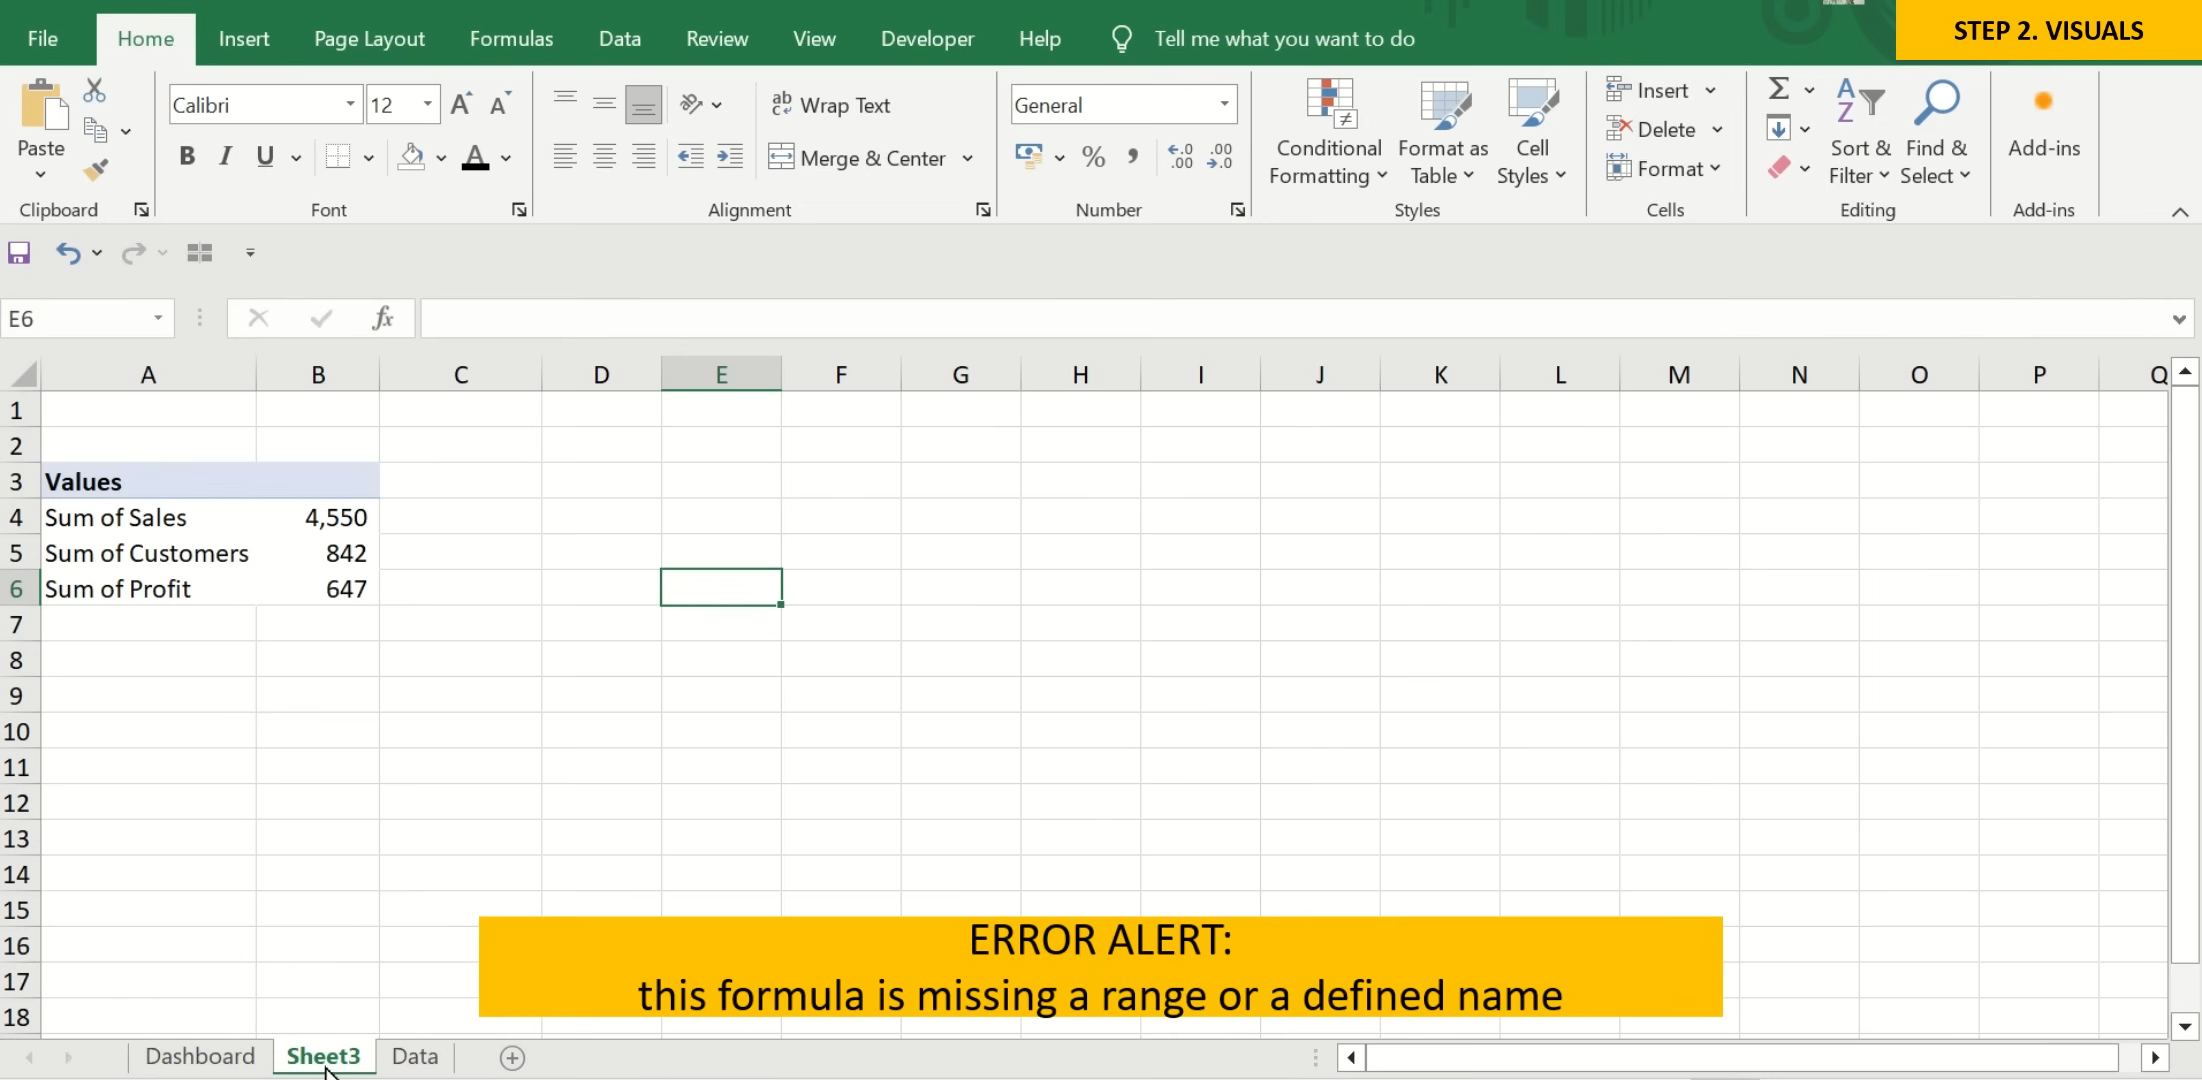 STEP 2. VISUALS
File Home Insert Page Layout Formulas Data Review View Developer Help Tell me what you want to do
Paste
Clipboard
Calibri 12
B I U A
Font
Wrap Text
Merge & Center
Alignment
General
% 9
Number
Conditional Formatting
Format as Table
Cell Styles
Styles
Insert
Delete
Format
Cells
Sort & Filter
Find & Select
Editing
Add-ins
Add-ins
E6 fx
A B C D E F G H I J K L M N O P Q
1
2
3 Values
4 Sum of Sales 4,550
5 Sum of Customers 842
6 Sum of Profit 647
7
8
9
10
11
12
13
14
15
16
17
18
ERROR ALERT:
this formula is missing a range or a defined name
Dashboard Sheet3 Data